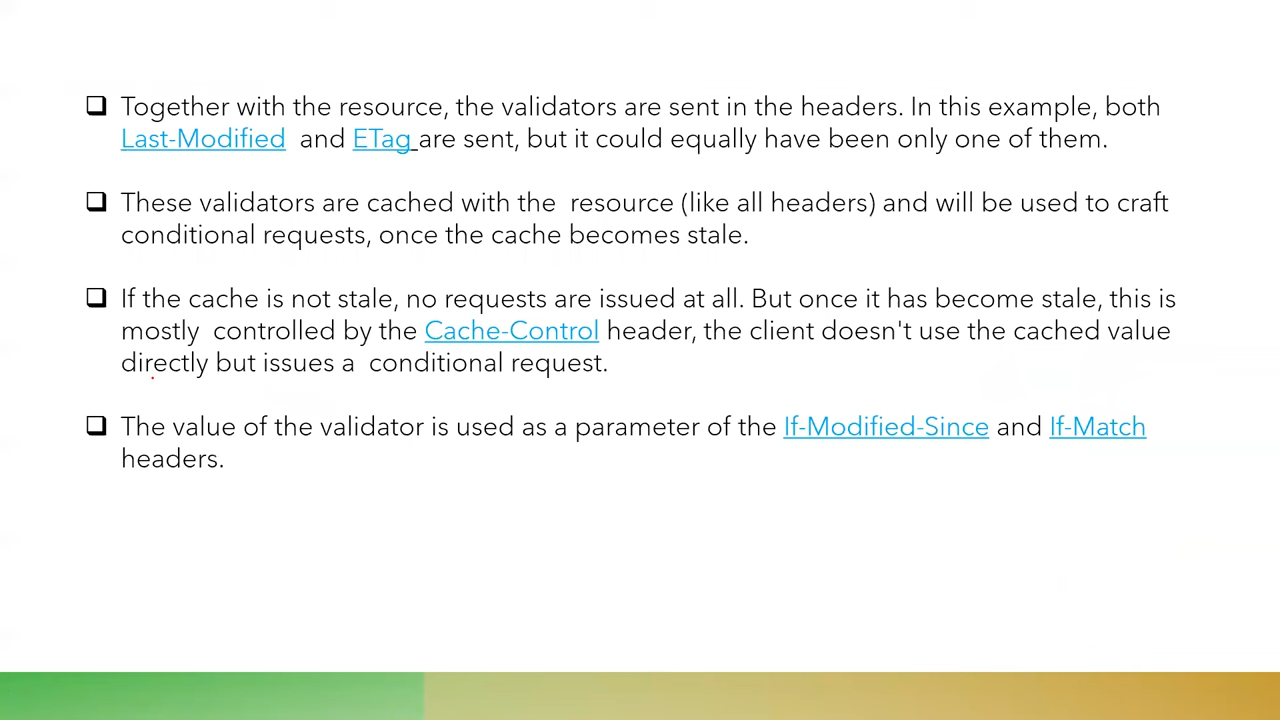 Together with the resource, the validators are sent in the headers. In this example, both
Last-Modified and ETag are sent, but it could equally have been only one of them.
These validators are cached with the resource (like all headers) and will be used to craft
conditional requests, once the cache becomes stale.
If the cache is not stale, no requests are issued at all. But once it has become stale, this is
mostly controlled by the Cache-Control header, the client doesn't use the cached value
directly but issues a conditional request.
The value of the validator is used as a parameter of the If-Modified-Since and If-Match
headers.